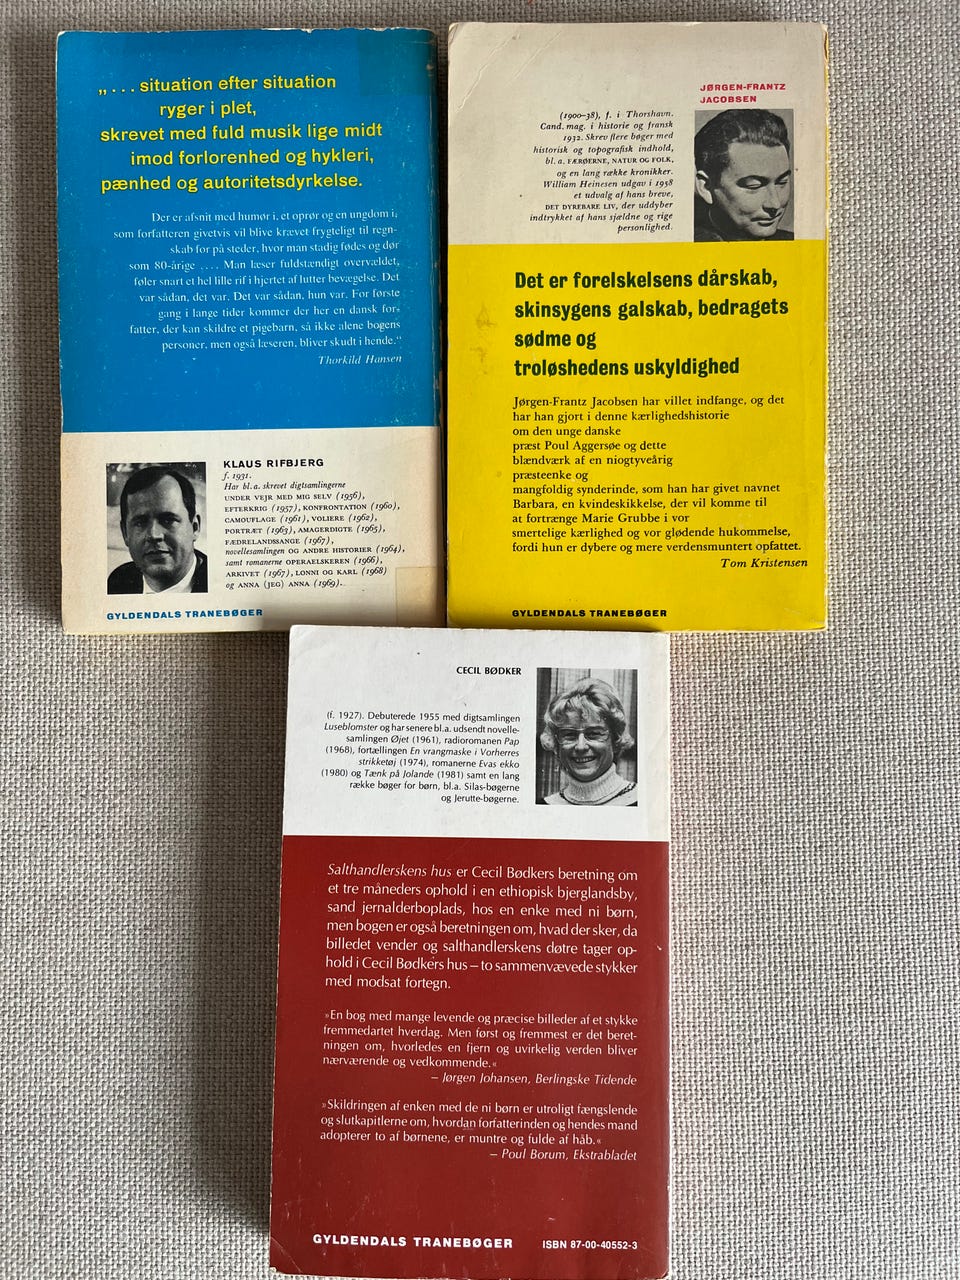 „ . . . situation efter situation
ryger i plet,
skrevet med fuld musik lige midt
imod forlorenhed og hykleri,
pænhed og autoritetsdyrkelse.
Der er afsnit med humør i, et oprør og en ungdom i,
som forfatteren givetvis vil blive krævet frygteligt til regn-
skab for på steder, hvor man stadig fødes og dør
som 80-årige . . . . Man læser fuldstændigt overvældet,
føler snart et hel lille rif i hjertet af lutter bevægelse. Det
var sådan, det var. Det var sådan, hun var. For første
gang i lange tider kommer der her en dansk for-
fatter, der kan skildre et pigebarn, så ikke alene bogens
personer, men også læseren, bliver skudt i hende.“
Thorkild Hansen
KLAUS RIFBJERG
f. 1931.
Har bl. a. skrevet digtsamlingerne
UNDER VEJR MED MIG SELV (1956),
EFTERKRIG (1957), KONFRONTATION (1960),
CAMOUFLAGE (1961), VOLIERE (1962),
PORTRÆT (1963), AMAGERDIGTE (1965),
FÆDRELANDSSANGE (1967),
novellesamlingen OG ANDRE HISTORIER (1964),
samt romanerne OPERAELSKEREN (1966),
ARKIVET (1967), LONNI OG KARL (1968)
og ANNA (JEG) ANNA (1969).
GYLDENDALS TRANEBØGER
JØRGEN-FRANTZ
JACOBSEN
(1900–38), f. i Thorshavn.
Cand. mag. i historie og fransk
1932. Skrev flere bøger med
historisk og topografisk indhold,
bl. a. FÆRØERNE, NATUR OG FOLK,
og en lang række kronikker.
William Heinesen udgav i 1958
et udvalg af hans breve,
DET DYREBARE LIV, der uddyber
indtrykket af hans sjældne og rige
personlighed.
Det er forelskelsens dårskab,
skinsygens galskab, bedragets
sødme og
troløshedens uskyldighed
Jørgen-Frantz Jacobsen har villet indfange, og det
har han gjort i denne kærlighedshistorie
om den unge danske
præst Poul Aggersøe og dette
blændværk af en niogtyveårig
præsteenke og
mangfoldig synderinde, som han har givet navnet
Barbara, en kvindeskikkelse, der vil komme til
at fortrænge Marie Grubbe i vor
smertelige kærlighed og vor glødende hukommelse,
fordi hun er dybere og mere verdensmuntert opfattet.
Tom Kristensen
GYLDENDALS TRANEBØGER
CECIL BØDKER
(f. 1927). Debuterede 1955 med digtsamlingen
Luseblomster og har senere bl.a. udsendt novelle-
samlingen Øjet (1961), radioromanen Pap
(1968), fortællingen En vrangmaske i Vorherres
strikketøj (1974), romanerne Evas ekko
(1980) og Tænk på Jolande (1981) samt en lang
række bøger for børn, bl.a. Silas-bøgerne
og Jerutte-bøgerne.
Salthandlerskens hus er Cecil Bødkers beretning om
et tre måneders ophold i en ethiopisk bjerglandsby,
sand jernalderboplads, hos en enke med ni børn,
men bogen er også beretningen om, hvad der sker, da
billedet vender og salthandlerskens døtre tager op-
hold i Cecil Bødkers hus – to sammenvævede stykker
med modsat fortegn.
»En bog med mange levende og præcise billeder af et stykke
fremmedartet hverdag. Men først og fremmest er det beret-
ningen om, hvorledes en fjern og uvirkelig verden bliver
nærværende og vedkommende.«
– Jørgen Johansen, Berlingske Tidende
»Skildringen af enken med de ni børn er utroligt fængslende
og slutkapitlerne om, hvordan forfatterinden og hendes mand
adopterer to af børnene, er muntre og fulde af håb.«
– Poul Borum, Ekstrabladet
GYLDENDALS TRANEBØGER ISBN 87-00-40552-3